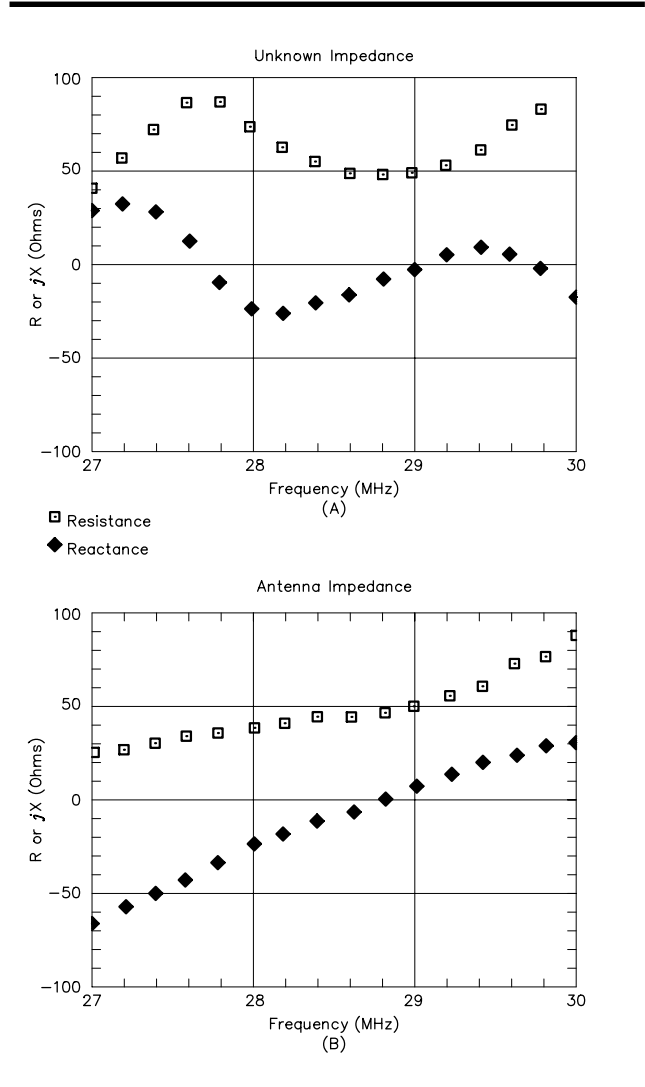 Unknown Impedance
100
50
0
−50
−100
R or jX (Ohms)
27 28 29 30
Frequency (MHz)
(A)
Resistance
Reactance
Antenna Impedance
100
50
0
−50
−100
R or jX (Ohms)
27 28 29 30
Frequency (MHz)
(B)